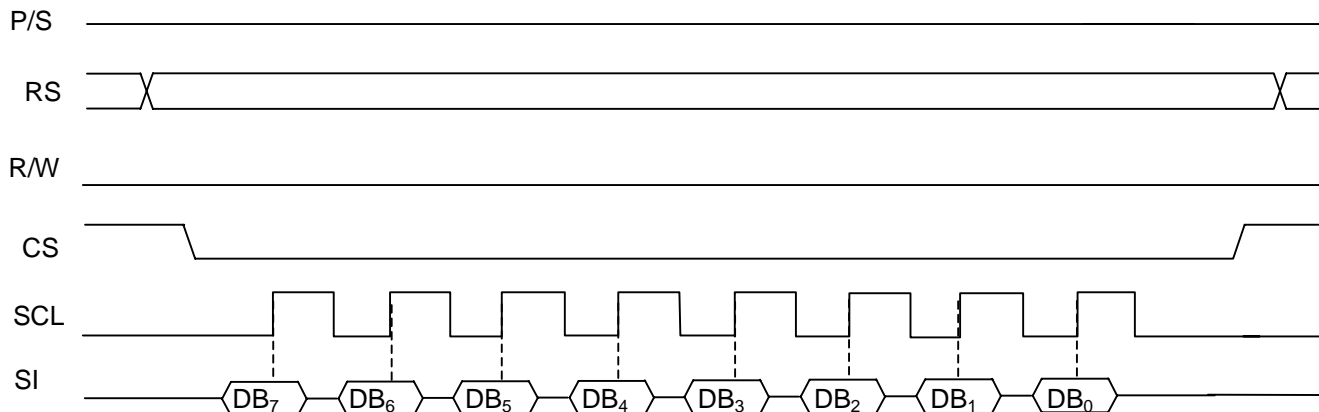 P/S
RS
R/W
CS
SCL
SI
DB₇ DB₆ DB₅ DB₄ DB₃ DB₂ DB₁ DB₀